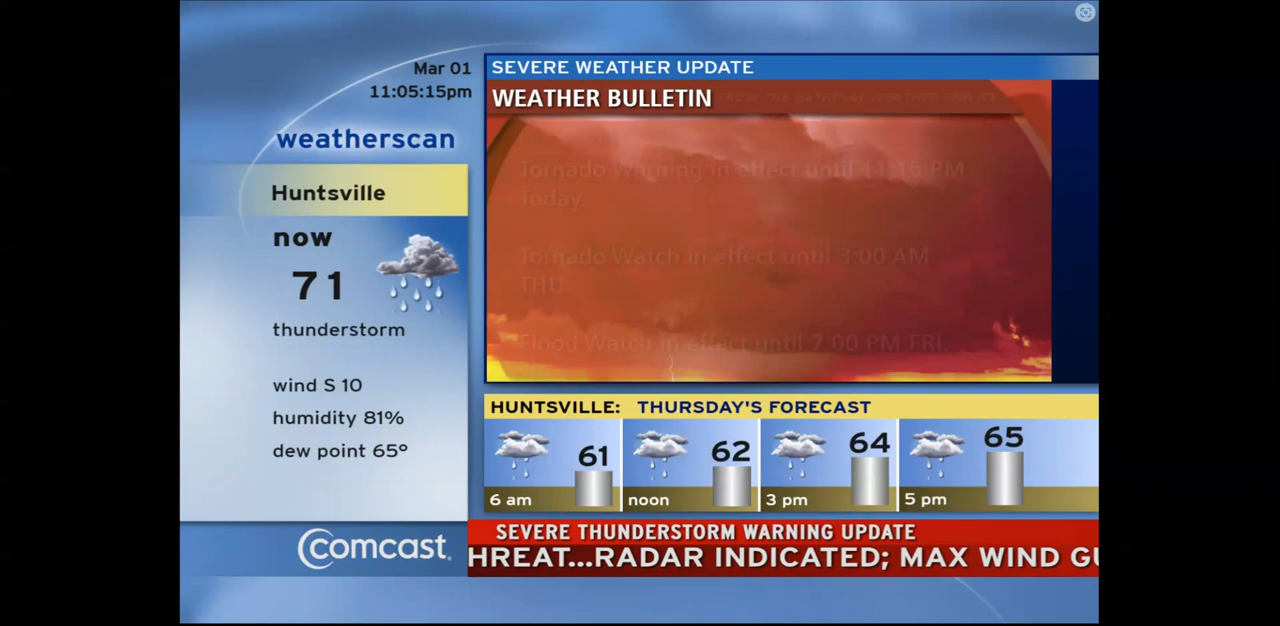 Mar 01
11:05:15pm
weatherscan
Huntsville
now
71
thunderstorm
wind S 10
humidity 81%
dew point 65°
SEVERE WEATHER UPDATE
WEATHER BULLETIN
Tornado Warning in effect until 11:15 PM
Today.
Tornado Watch in effect until 3:00 AM
THU.
Flood Watch in effect until 7:00 PM FRI.
HUNTSVILLE: THURSDAY'S FORECAST
61 62 64 65
6 am noon 3 pm 5 pm
SEVERE THUNDERSTORM WARNING UPDATE
HREAT...RADAR INDICATED; MAX WIND GU
Comcast.